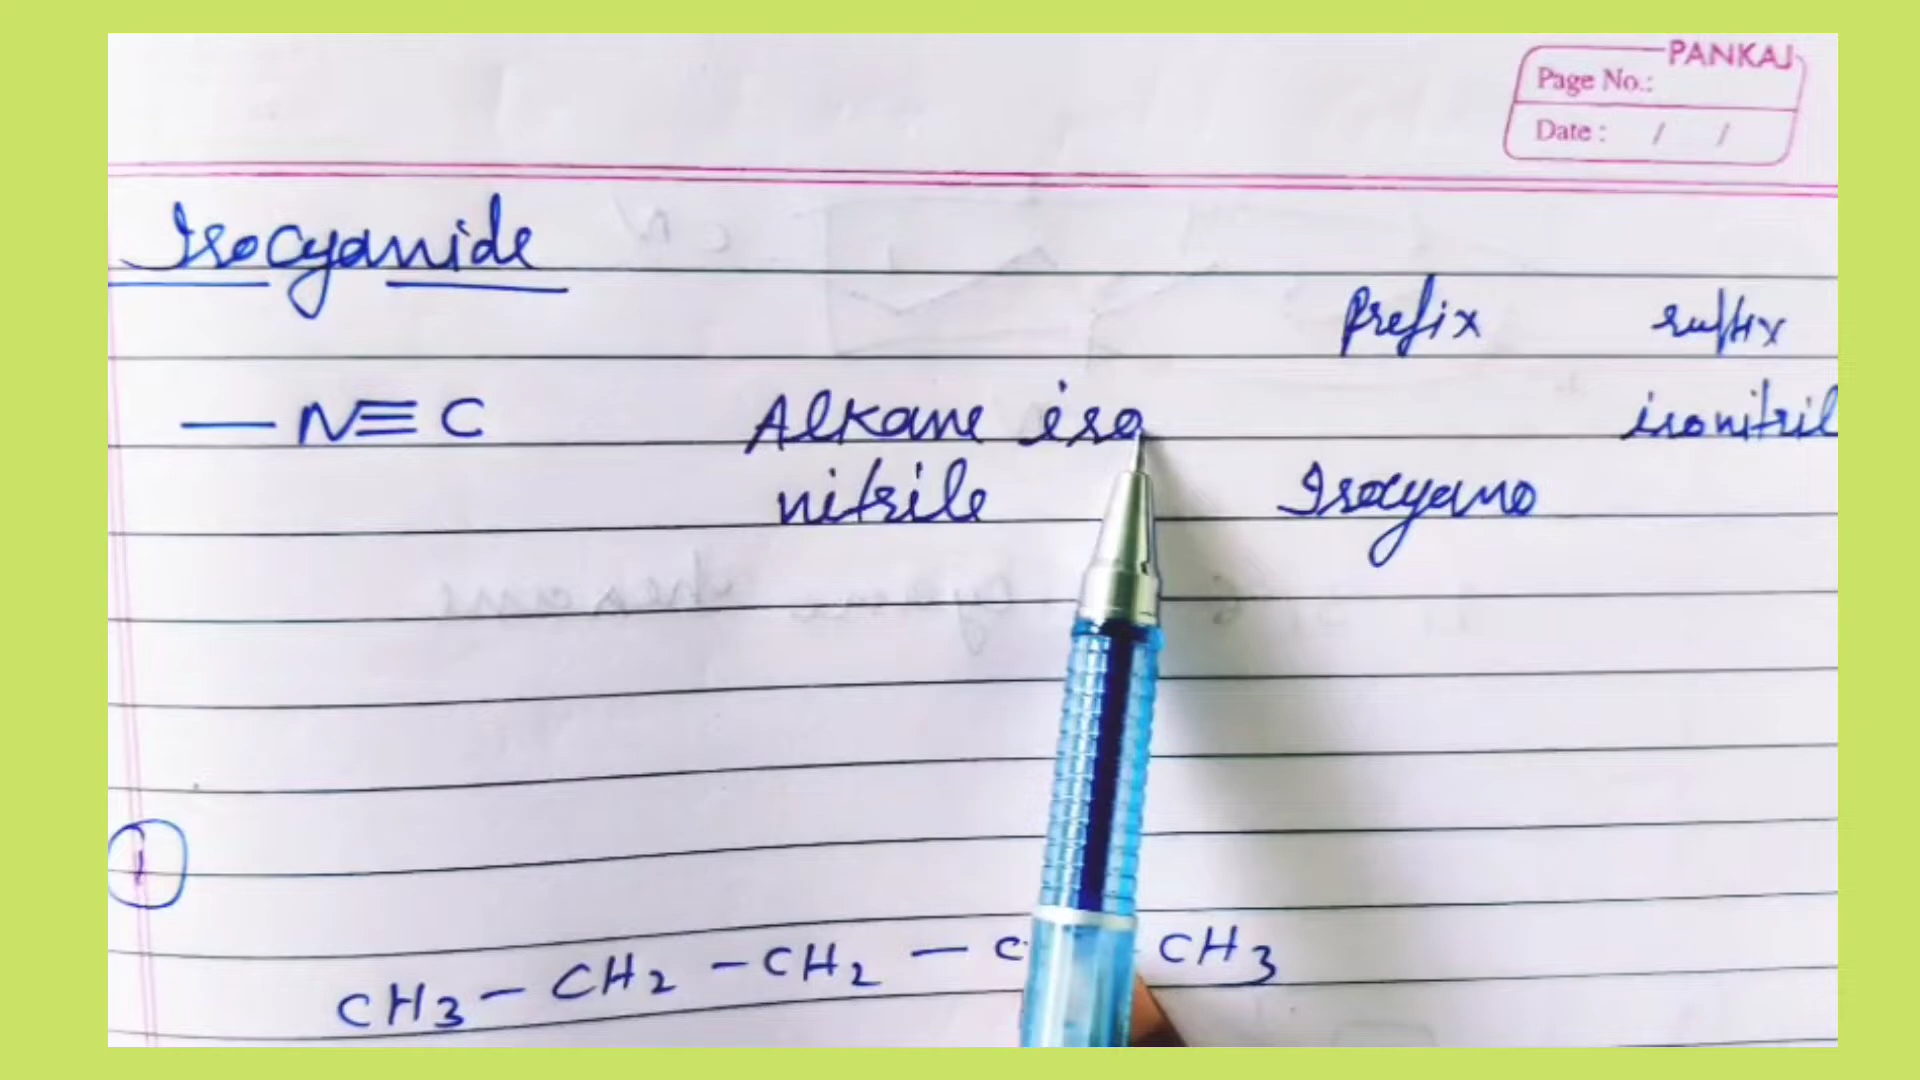 PANKAJ
Page No.:
Date : / /
Isocyanide
prefix suffix
—N≡C Alkane iso isonitril
nitrile Isocyano
1
CH3 — CH2 — CH2 — C — CH3